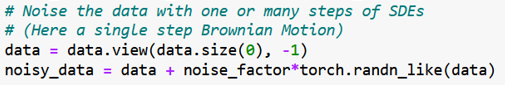 # Noise the data with one or many steps of SDEs
# (Here a single step Brownian Motion)
data = data.view(data.size(0), -1)
noisy_data = data + noise_factor*torch.randn_like(data)